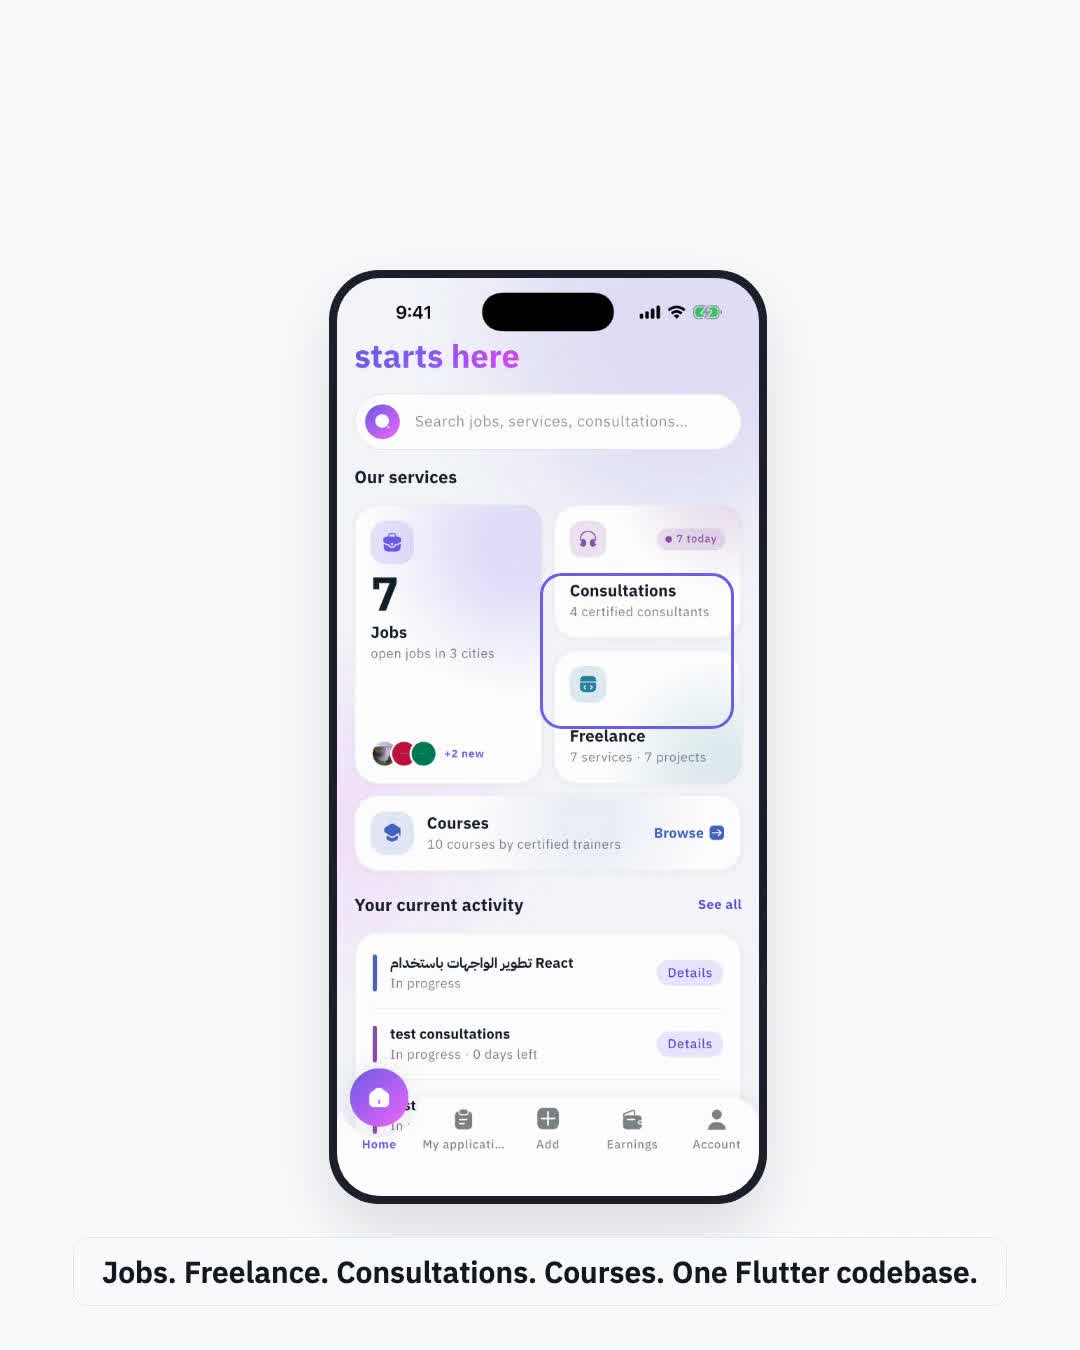 9:41
starts here
Search jobs, services, consultations...
Our services
7
Jobs
open jobs in 3 cities
+2 new
7 today
Consultations
4 certified consultants
Freelance
7 services · 7 projects
Courses
10 courses by certified trainers
Browse
Your current activity
See all
تطوير الواجهات باستخدام React
In progress
Details
test consultations
In progress · 0 days left
Details
Home
My applicati...
Add
Earnings
Account
Jobs. Freelance. Consultations. Courses. One Flutter codebase.